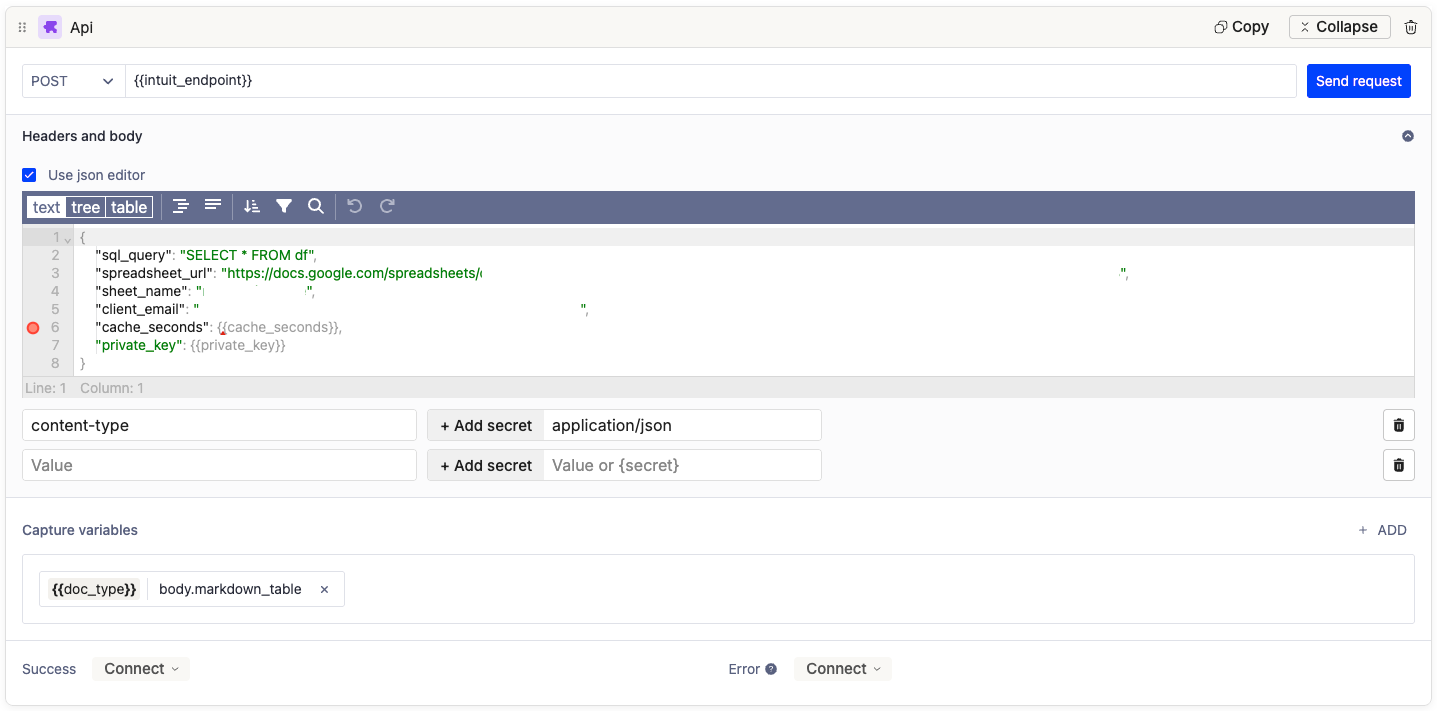 Api
Copy
Collapse
POST
{{intuit_endpoint}}
Send request
Headers and body
Use json editor
text tree table
1 {
2 "sql_query": "SELECT * FROM df",
3 "spreadsheet_url": "https://docs.google.com/spreadsheets/ ",
4 "sheet_name": " ",
5 "client_email": " ",
6 "cache_seconds": {{cache_seconds}},
7 "private_key": {{private_key}}
8 }
Line: 1 Column: 1
content-type + Add secret application/json
Value + Add secret Value or {secret}
Capture variables + ADD
{{doc_type}} body.markdown_table ×
Success Connect Error ? Connect